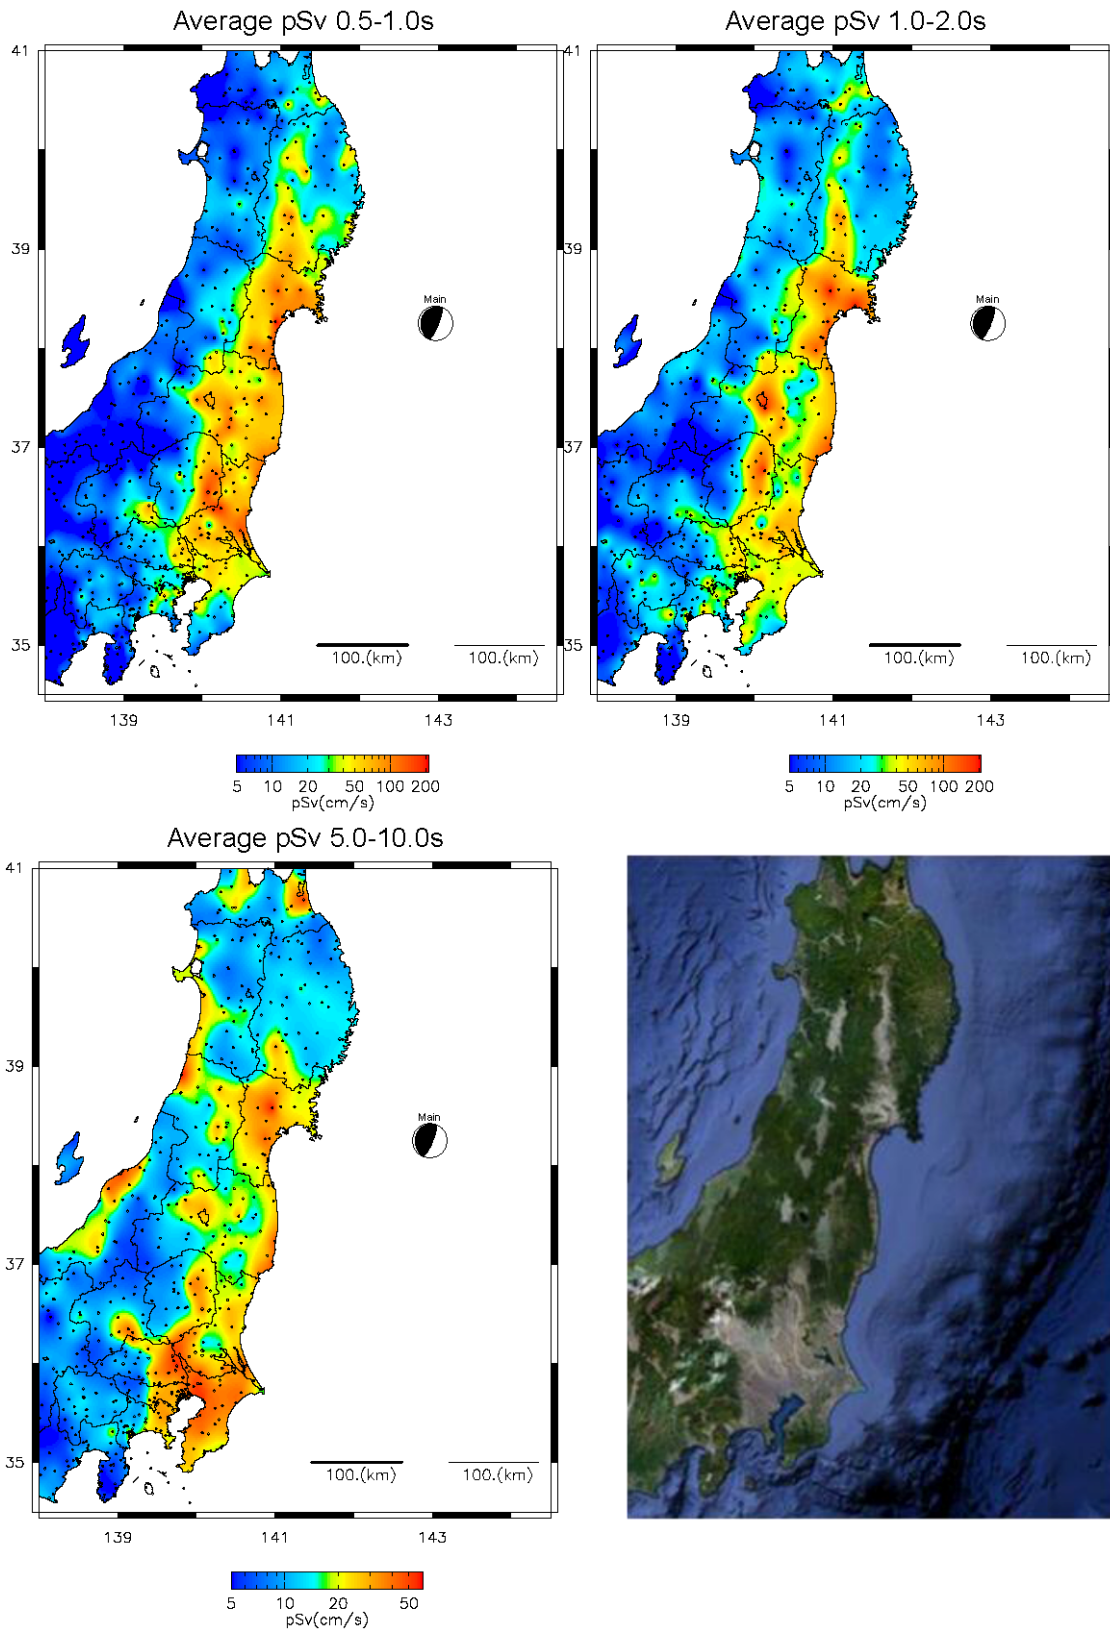 Average pSv 0.5-1.0s
Average pSv 1.0-2.0s
41
41
39
39
Main
Main
37
37
35
35
100.(km)
100.(km)
100.(km)
100.(km)
139
141
143
139
141
143
5 10 20 50 100 200
pSv(cm/s)
5 10 20 50 100 200
pSv(cm/s)
Average pSv 5.0-10.0s
41
39
Main
37
35
100.(km)
100.(km)
139
141
143
5 10 20 50
pSv(cm/s)